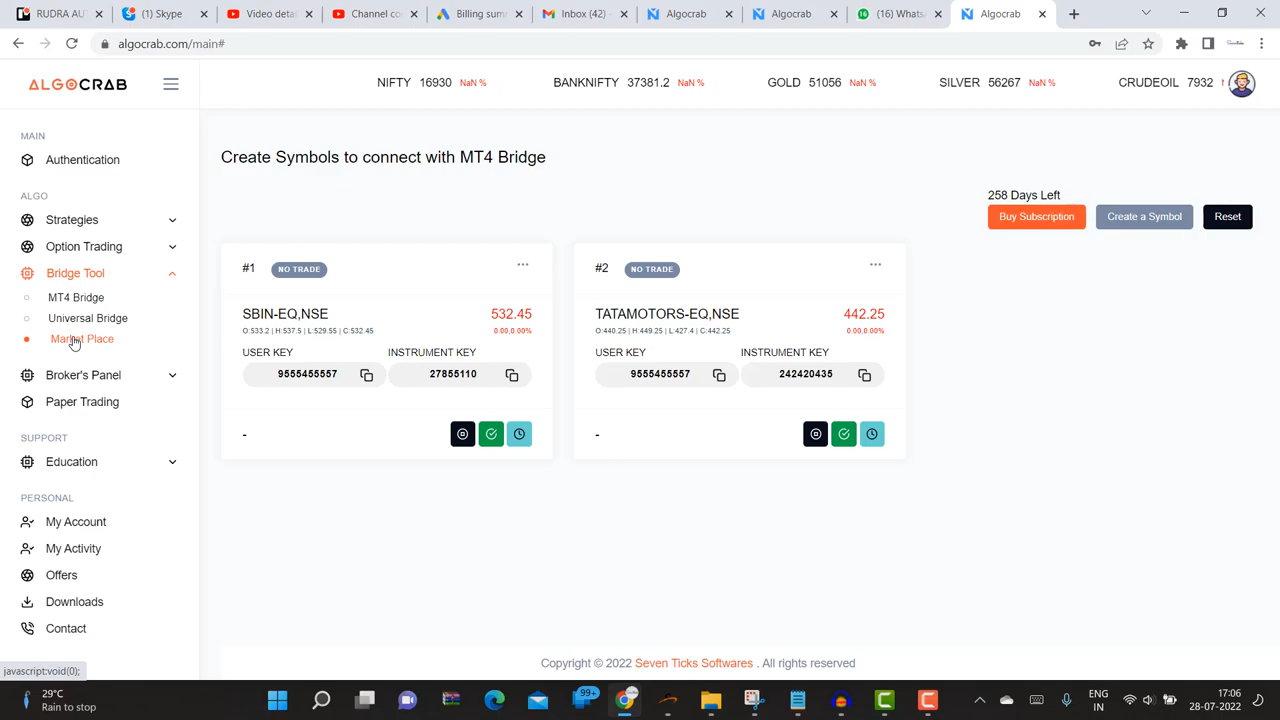 RUDRA AUT
(1) Skype
Video detai
Channel co
Billing sum
Inbox (42) -
Algocrab
Algocrab
(16) Whats
Algocrab
algocrab.com/main#
ALGOCRAB
NIFTY 16930 NaN %
BANKNIFTY 37381.2 NaN %
GOLD 51056 NaN %
SILVER 56267 NaN %
CRUDEOIL 7932
MAIN
Authentication
ALGO
Strategies
Option Trading
Bridge Tool
MT4 Bridge
Universal Bridge
Market Place
Broker's Panel
Paper Trading
SUPPORT
Education
PERSONAL
My Account
My Activity
Offers
Downloads
Contact
javascript:void(0);
Create Symbols to connect with MT4 Bridge
258 Days Left
Buy Subscription
Create a Symbol
Reset
#1 NO TRADE
SBIN-EQ,NSE 532.45
O:533.2 | H:537.5 | L:529.55 | C:532.45 0.00,0.00%
USER KEY INSTRUMENT KEY
9555455557 27855110
-
#2 NO TRADE
TATAMOTORS-EQ,NSE 442.25
O:440.25 | H:449.25 | L:427.4 | C:442.25 0.00,0.00%
USER KEY INSTRUMENT KEY
9555455557 242420435
-
Copyright © 2022 Seven Ticks Softwares . All rights reserved
29°C
Rain to stop
99+
ENG
IN
17:06
28-07-2022